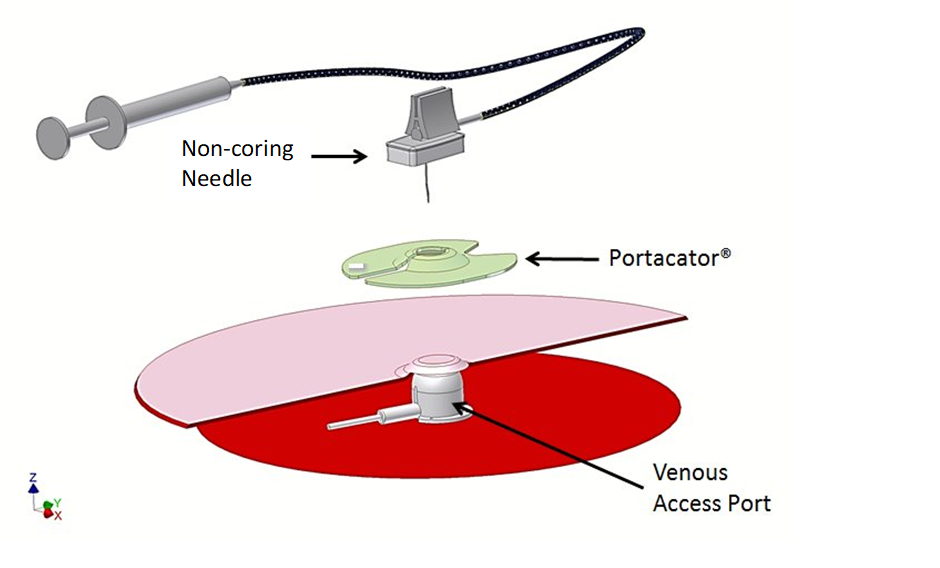 Non-coring
Needle
Portacator®
Venous
Access Port
Z
Y
X